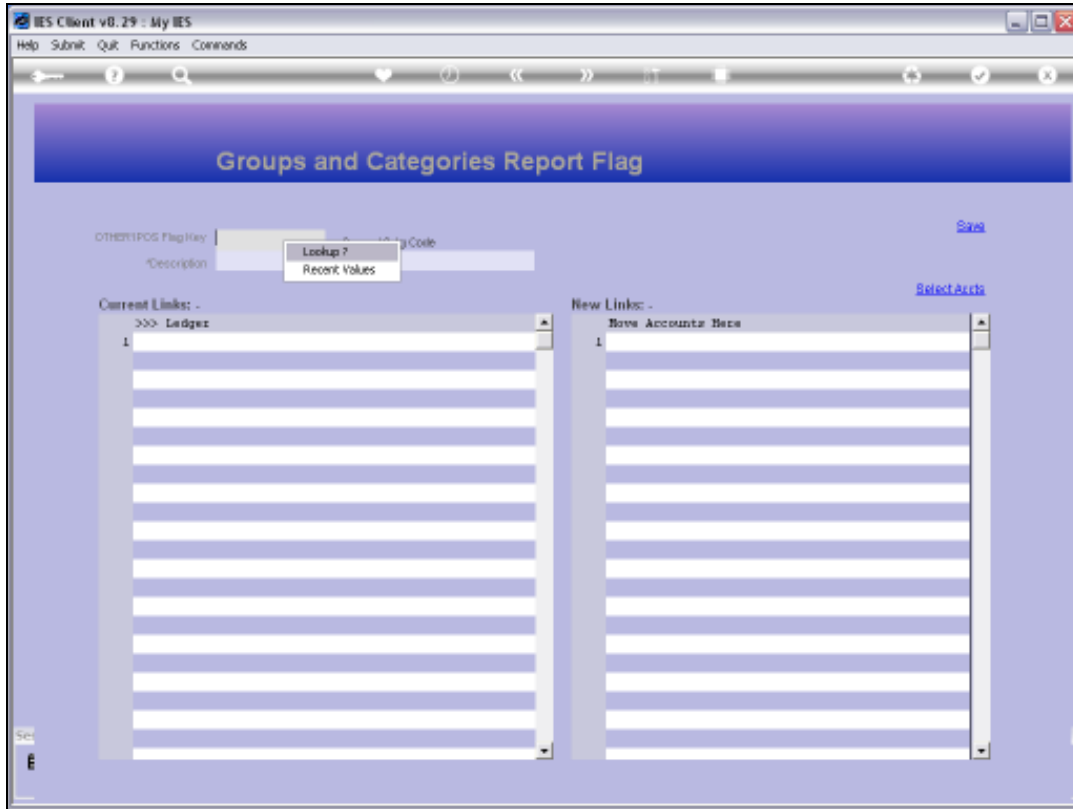 IES Client v8.29 : My IES
Help Submit Quit Functions Commands
Groups and Categories Report Flag
Save
OTHER1POS Flag Key
Code
Lookup ?
*Description
Recent Values
Select Accts
Current Links: -
New Links: -
>>> Ledger
Move Accounts Here
1
1